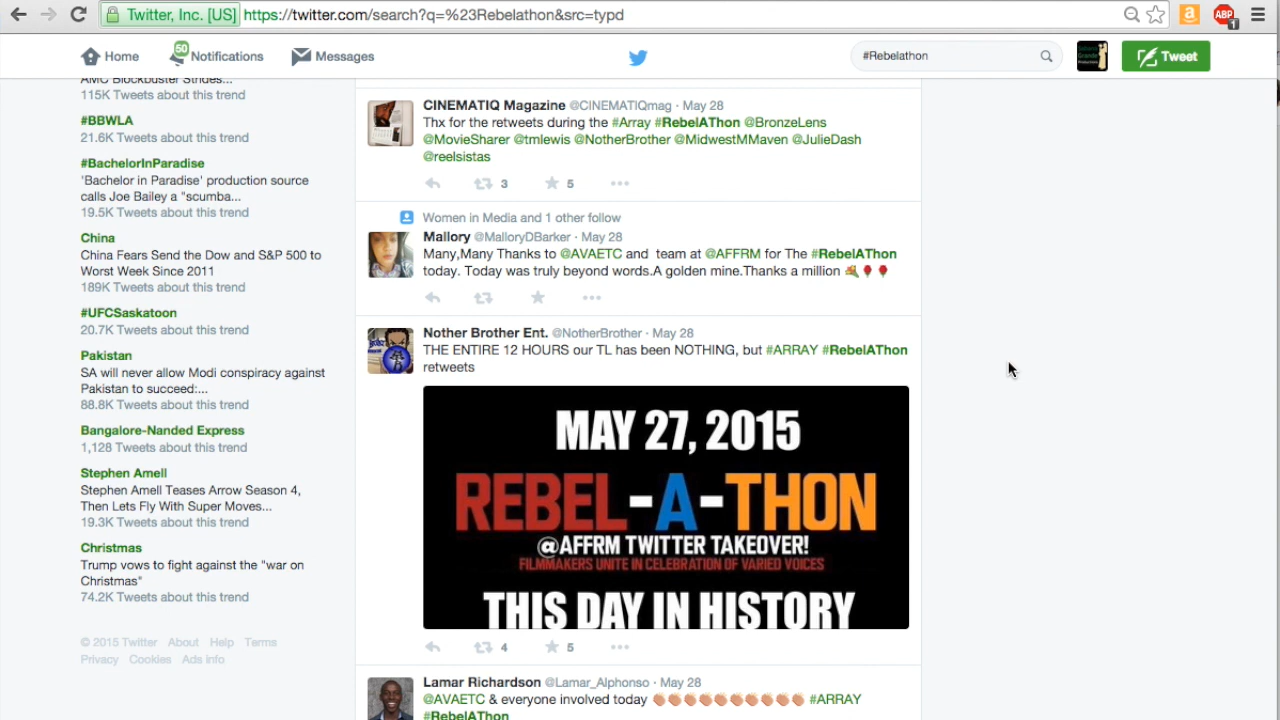 Twitter, Inc. [US] https://twitter.com/search?q=%23Rebelathon&src=typd
ABP
1
50
Home Notifications Messages #Rebelathon Tweet
AMC Blockbuster Strides...
115K Tweets about this trend
#BBWLA
21.6K Tweets about this trend
#BachelorInParadise
'Bachelor in Paradise' production source
calls Joe Bailey a "scumba...
19.5K Tweets about this trend
China
China Fears Send the Dow and S&P 500 to
Worst Week Since 2011
189K Tweets about this trend
#UFCSaskatoon
20.7K Tweets about this trend
Pakistan
SA will never allow Modi conspiracy against
Pakistan to succeed:...
88.8K Tweets about this trend
Bangalore-Nanded Express
1,128 Tweets about this trend
Stephen Amell
Stephen Amell Teases Arrow Season 4,
Then Lets Fly With Super Moves...
19.3K Tweets about this trend
Christmas
Trump vows to fight against the "war on
Christmas"
74.2K Tweets about this trend
© 2015 Twitter About Help Terms
Privacy Cookies Ads info
CINEMATIQ Magazine @CINEMATIQmag · May 28
Thx for the retweets during the #Array #RebelAThon @BronzeLens
@MovieSharer @tmlewis @NotherBrother @MidwestMMaven @JulieDash
@reelsistas
3 5
Women in Media and 1 other follow
Mallory @MalloryDBarker · May 28
Many,Many Thanks to @AVAETC and team at @AFFRM for The #RebelAThon
today. Today was truly beyond words.A golden mine.Thanks a million 💐🌹🌹
Nother Brother Ent. @NotherBrother · May 28
THE ENTIRE 12 HOURS our TL has been NOTHING, but #ARRAY #RebelAThon
retweets
MAY 27, 2015
REBEL-A-THON
@AFFRM TWITTER TAKEOVER!
FILMMAKERS UNITE IN CELEBRATION OF VARIED VOICES
THIS DAY IN HISTORY
4 5
Lamar Richardson @Lamar_Alphonso · May 28
@AVAETC & everyone involved today 👏👏👏👏👏👏👏👏👏 #ARRAY
#RebelAThon